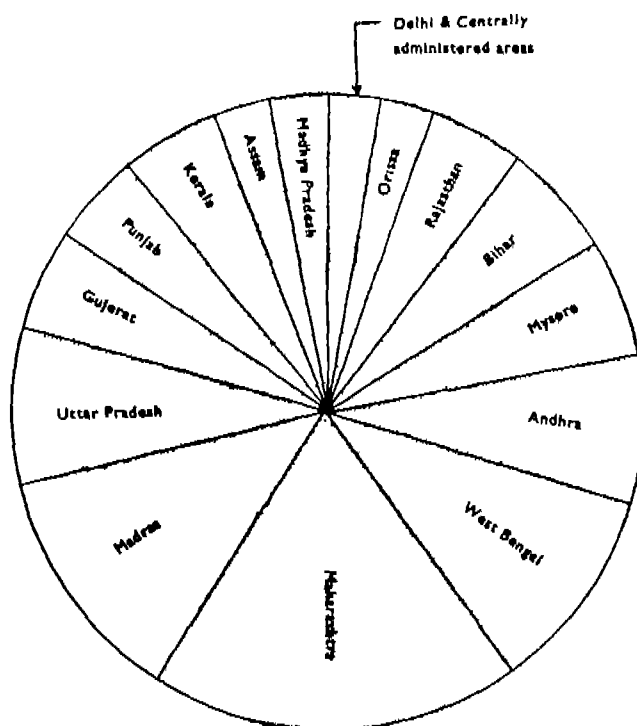 Delhi & Centrally
administered areas
Orissa
Rajasthan
Bihar
Mysore
Andhra
West Bengal
Maharashtra
Madras
Uttar Pradesh
Gujerat
Punjab
Kerala
Assam
Madhya Pradesh